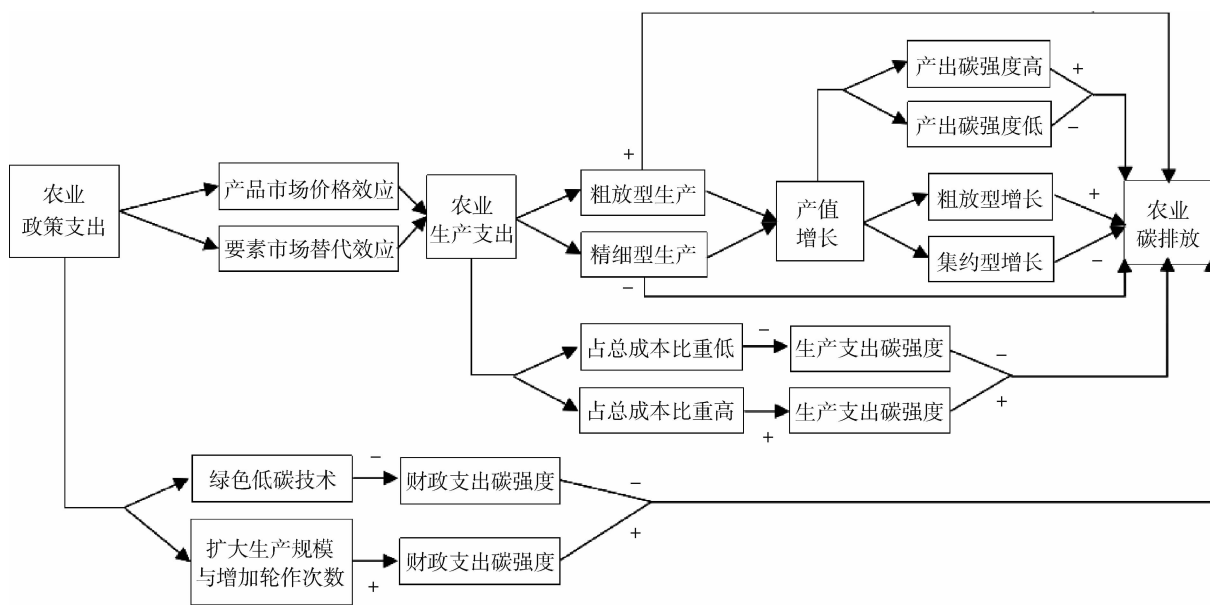 农业
政策支出
产品市场价格效应
要素市场替代效应
农业
生产支出
+
粗放型生产
精细型生产
−
产值
增长
产出碳强度高
+
产出碳强度低
−
粗放型增长
+
集约型增长
−
农业
碳排放
占总成本比重低
−
生产支出碳强度
−
占总成本比重高
+
生产支出碳强度
+
绿色低碳技术
−
财政支出碳强度
−
扩大生产规模
与增加轮作次数
+
财政支出碳强度
+